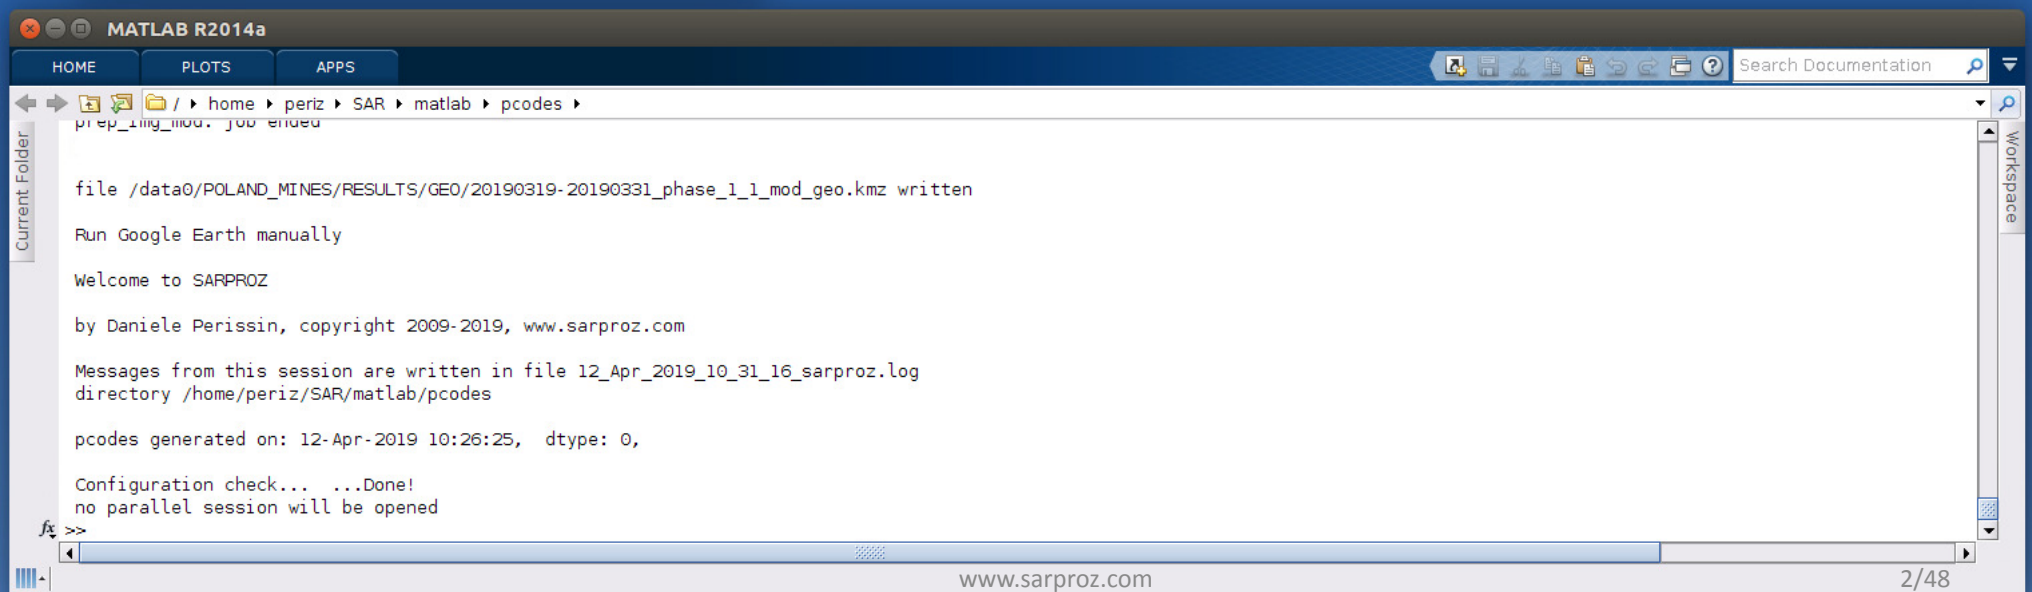 MATLAB R2014a
HOME PLOTS APPS
Search Documentation
/ home periz SAR matlab pcodes
Current Folder
Workspace
prep_img_mod: job ended
file /data0/POLAND_MINES/RESULTS/GEO/20190319-20190331_phase_1_1_mod_geo.kmz written
Run Google Earth manually
Welcome to SARPROZ
by Daniele Perissin, copyright 2009-2019, www.sarproz.com
Messages from this session are written in file 12_Apr_2019_10_31_16_sarproz.log
directory /home/periz/SAR/matlab/pcodes
pcodes generated on: 12-Apr-2019 10:26:25,  dtype: 0,
Configuration check...  ...Done!
no parallel session will be opened
fx >>
www.sarproz.com
2/48